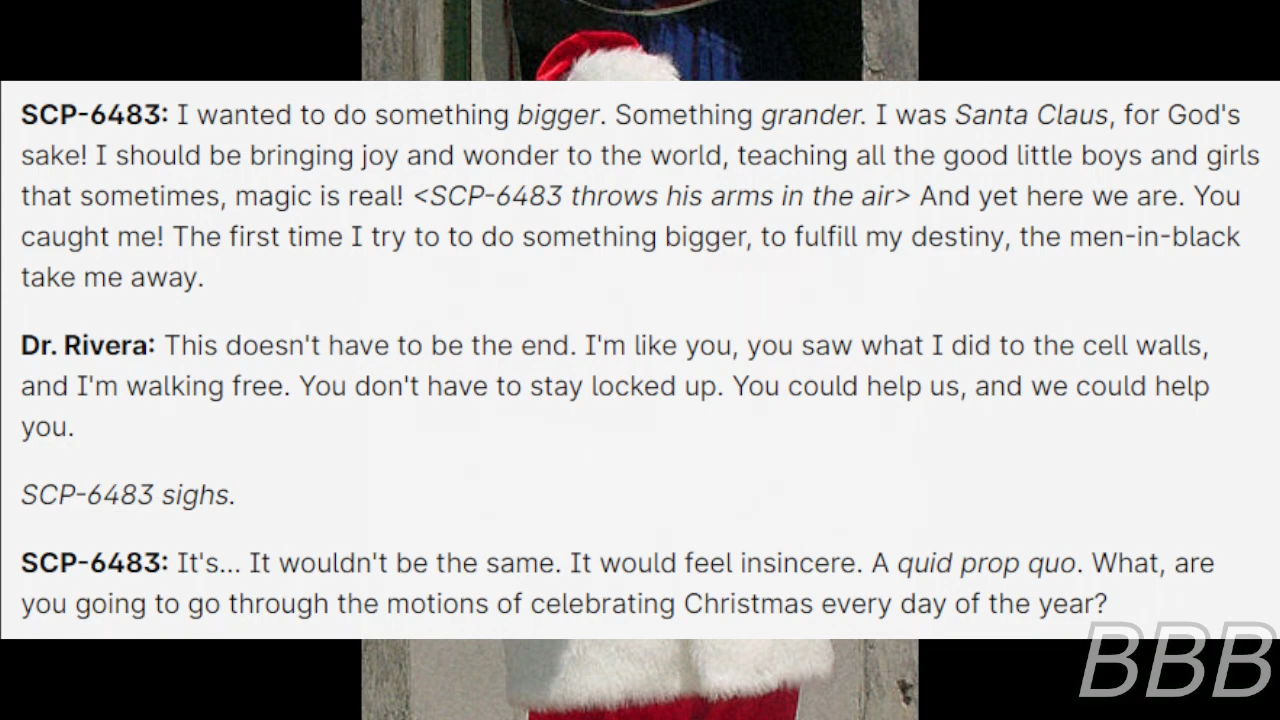 SCP-6483: I wanted to do something bigger. Something grander. I was Santa Claus, for God's
sake! I should be bringing joy and wonder to the world, teaching all the good little boys and girls
that sometimes, magic is real! <SCP-6483 throws his arms in the air> And yet here we are. You
caught me! The first time I try to to do something bigger, to fulfill my destiny, the men-in-black
take me away.
Dr. Rivera: This doesn't have to be the end. I'm like you, you saw what I did to the cell walls,
and I'm walking free. You don't have to stay locked up. You could help us, and we could help
you.
SCP-6483 sighs.
SCP-6483: It's... It wouldn't be the same. It would feel insincere. A quid prop quo. What, are
you going to go through the motions of celebrating Christmas every day of the year?
BBB